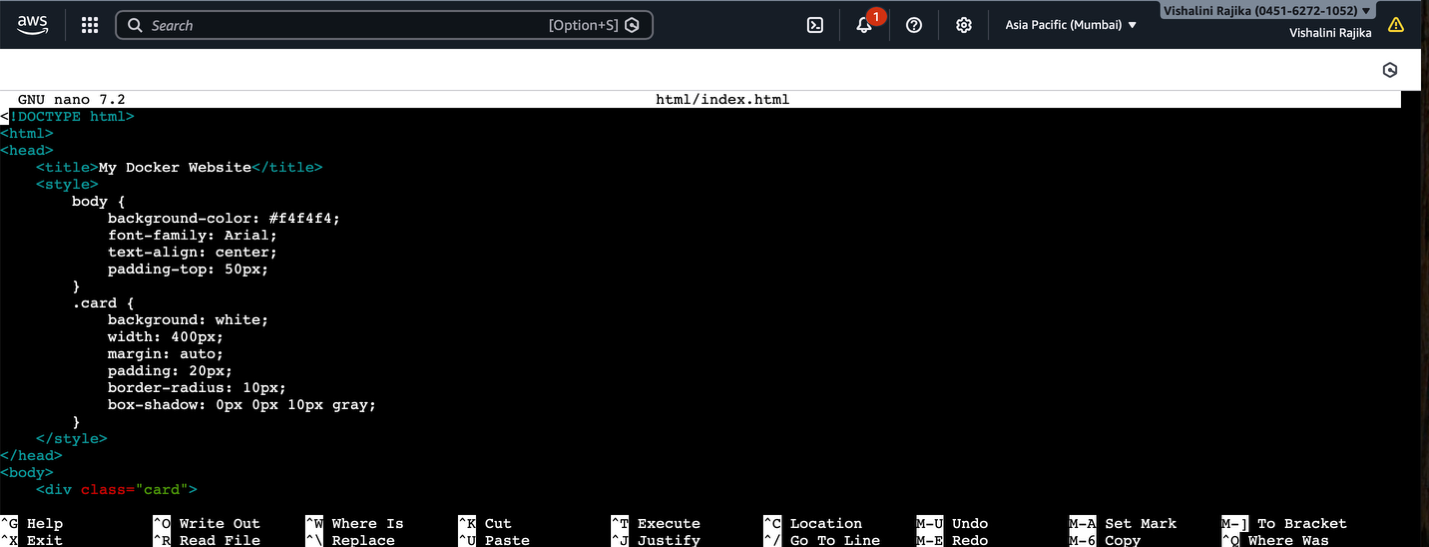 aws
Search [Option+S]
1
Asia Pacific (Mumbai) ▼
Vishalini Rajika (0451-6272-1052) ▼
Vishalini Rajika
GNU nano 7.2 html/index.html
<!DOCTYPE html>
<html>
<head>
    <title>My Docker Website</title>
    <style>
        body {
            background-color: #f4f4f4;
            font-family: Arial;
            text-align: center;
            padding-top: 50px;
        }
        .card {
            background: white;
            width: 400px;
            margin: auto;
            padding: 20px;
            border-radius: 10px;
            box-shadow: 0px 0px 10px gray;
        }
    </style>
</head>
<body>
    <div class="card">
^G Help ^O Write Out ^W Where Is ^K Cut ^T Execute ^C Location M-U Undo M-A Set Mark M-] To Bracket
^X Exit ^R Read File ^\ Replace ^U Paste ^J Justify ^/ Go To Line M-E Redo M-6 Copy ^Q Where Was